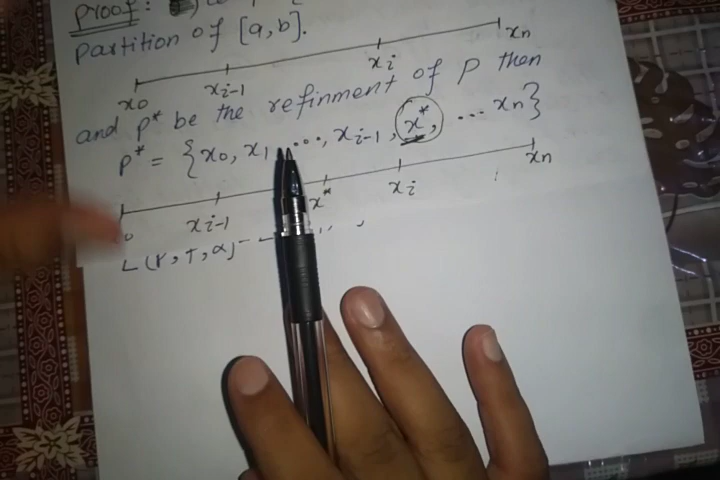 proof:
partition of [a,b].
x₀ xᵢ₋₁ xᵢ xₙ
and p* be the refinment of p then
p* = {x₀, x₁, ..., xᵢ₋₁, x*, ... xₙ}
xᵢ₋₁ x* xᵢ xₙ